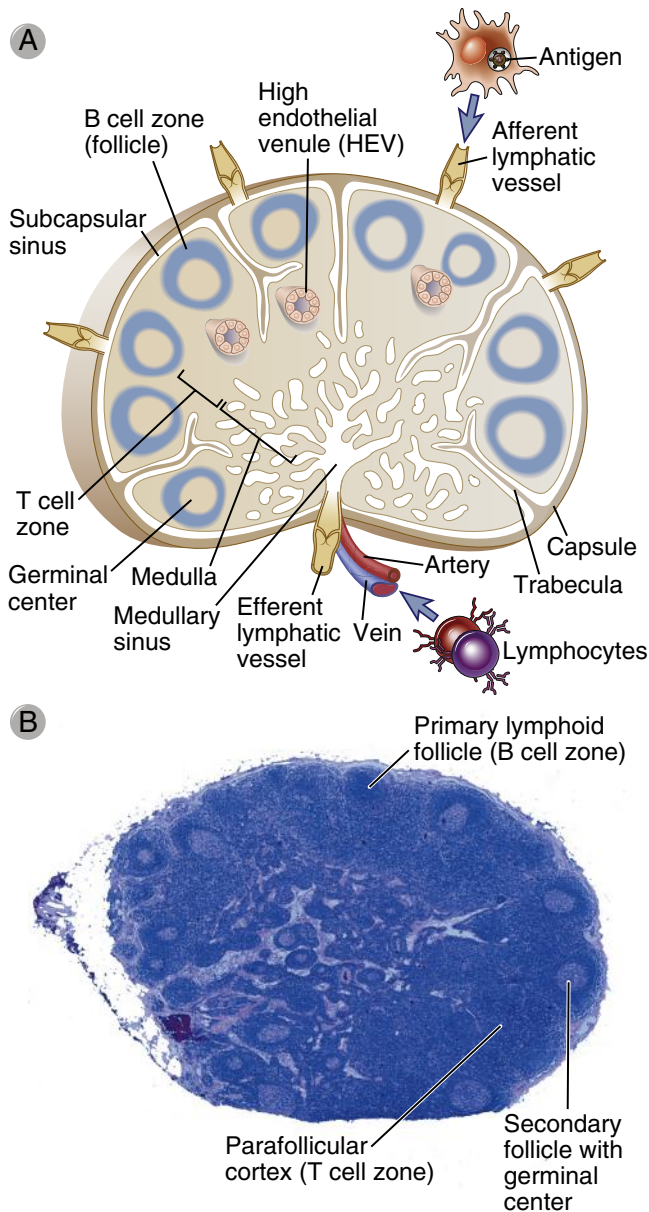 A
Antigen
B cell zone
(follicle)
High
endothelial
venule (HEV)
Afferent
lymphatic
vessel
Subcapsular
sinus
T cell
zone
Germinal
center
Medulla
Medullary
sinus
Efferent
lymphatic
vessel
Vein
Artery
Capsule
Trabecula
Lymphocytes
B
Primary lymphoid
follicle (B cell zone)
Parafollicular
cortex (T cell zone)
Secondary
follicle with
germinal
center